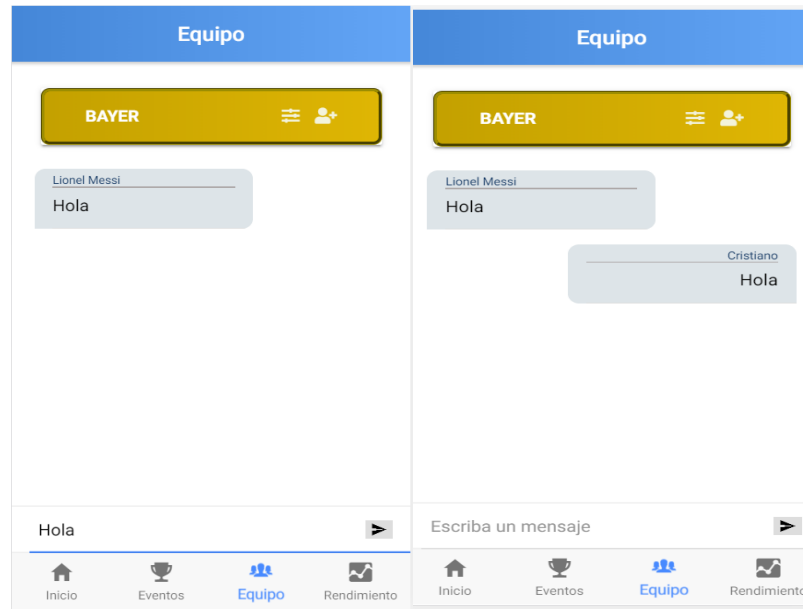 Equipo
BAYER
Lionel Messi
Hola
Hola
Inicio
Eventos
Equipo
Rendimiento
Equipo
BAYER
Lionel Messi
Hola
Cristiano
Hola
Escriba un mensaje
Inicio
Eventos
Equipo
Rendimiento